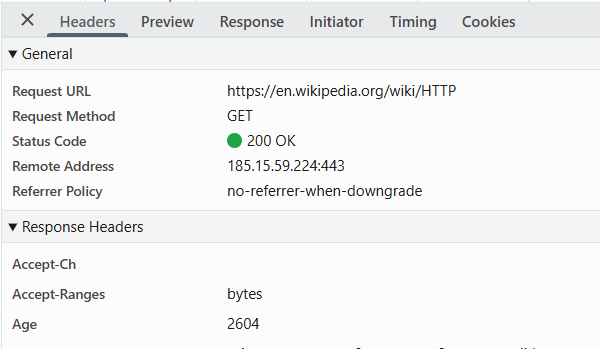 Headers Preview Response Initiator Timing Cookies
General
Request URL https://en.wikipedia.org/wiki/HTTP
Request Method GET
Status Code 200 OK
Remote Address 185.15.59.224:443
Referrer Policy no-referrer-when-downgrade
Response Headers
Accept-Ch
Accept-Ranges bytes
Age 2604